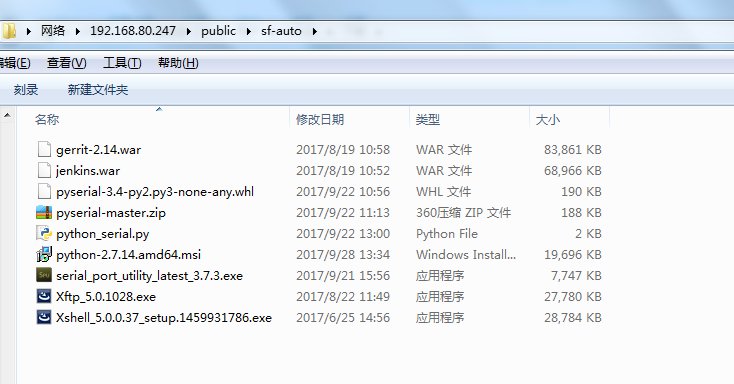 网络 192.168.80.247 public sf-auto
编辑(E) 查看(V) 工具(T) 帮助(H)
刻录 新建文件夹
名称 修改日期 类型 大小
gerrit-2.14.war 2017/8/19 10:58 WAR 文件 83,861 KB
jenkins.war 2017/8/19 10:52 WAR 文件 68,966 KB
pyserial-3.4-py2.py3-none-any.whl 2017/9/22 10:56 WHL 文件 190 KB
pyserial-master.zip 2017/9/22 11:13 360压缩 ZIP 文件 188 KB
python_serial.py 2017/9/22 13:00 Python File 2 KB
python-2.7.14.amd64.msi 2017/9/28 13:34 Windows Install... 19,696 KB
serial_port_utility_latest_3.7.3.exe 2017/9/21 15:56 应用程序 7,747 KB
Xftp_5.0.1028.exe 2017/8/22 11:49 应用程序 27,780 KB
Xshell_5.0.0.37_setup.1459931786.exe 2017/6/25 14:56 应用程序 28,784 KB